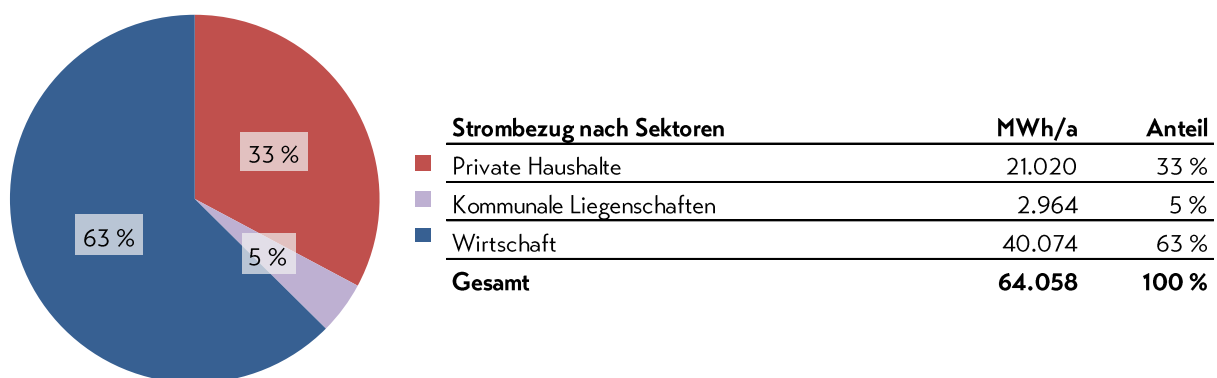 33 %
63 %
5 %
Strombezug nach Sektoren MWh/a Anteil
Private Haushalte 21.020 33 %
Kommunale Liegenschaften 2.964 5 %
Wirtschaft 40.074 63 %
Gesamt 64.058 100 %